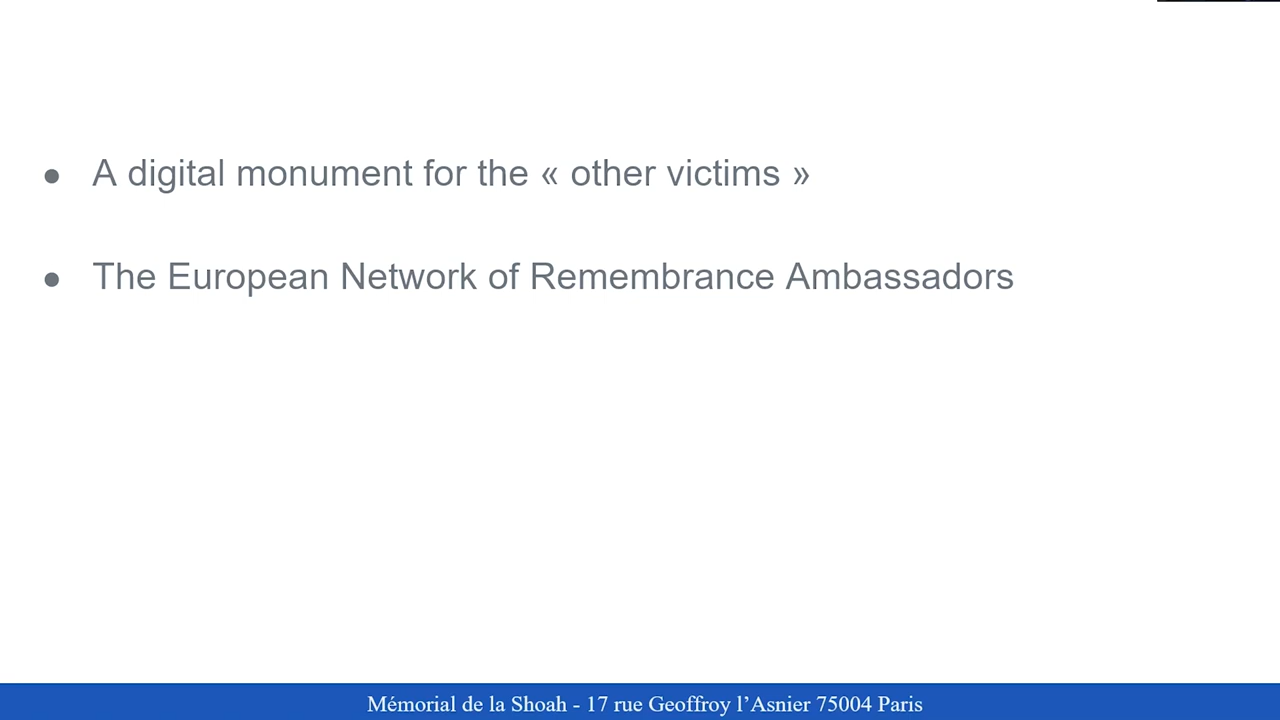 ● A digital monument for the « other victims »
● The European Network of Remembrance Ambassadors
Mémorial de la Shoah - 17 rue Geoffroy l’Asnier 75004 Paris